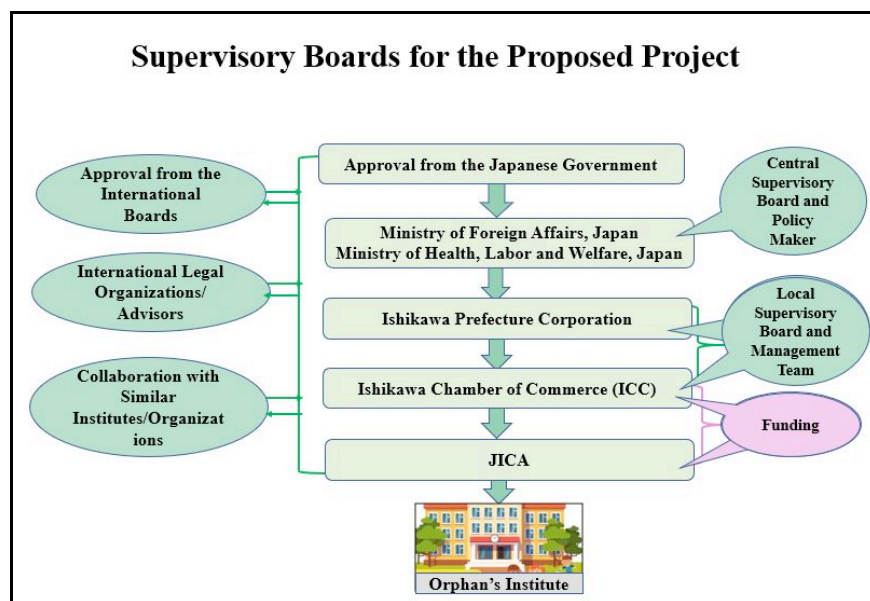 Supervisory Boards for the Proposed Project
Approval from the
International
Boards
International Legal
Organizations/
Advisors
Collaboration with
Similar
Institutes/Organizat
ions
Approval from the Japanese Government
Ministry of Foreign Affairs, Japan
Ministry of Health, Labor and Welfare, Japan
Ishikawa Prefecture Corporation
Ishikawa Chamber of Commerce (ICC)
JICA
Orphan's Institute
Central
Supervisory
Board and
Policy
Maker
Local
Supervisory
Board and
Management
Team
Funding